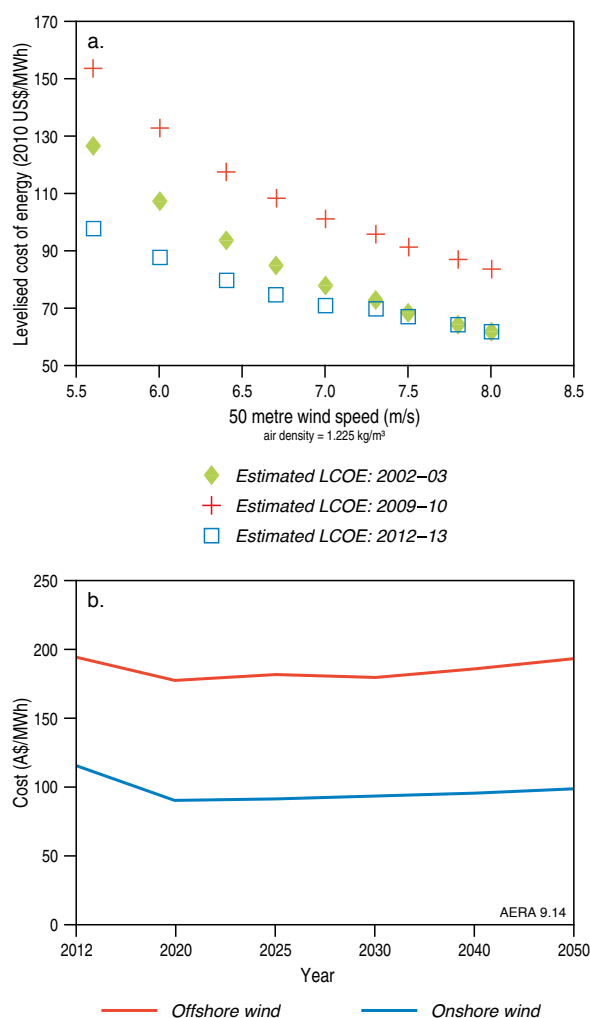 a.
170
150
130
110
90
70
50
Levelised cost of energy (2010 US$/MWh)
5.5 6.0 6.5 7.0 7.5 8.0 8.5
50 metre wind speed (m/s)
air density = 1.225 kg/m³
Estimated LCOE: 2002–03
Estimated LCOE: 2009–10
Estimated LCOE: 2012–13
b.
250
200
150
100
50
0
Cost (A$/MWh)
AERA 9.14
2012 2020 2025 2030 2040 2050
Year
Offshore wind Onshore wind